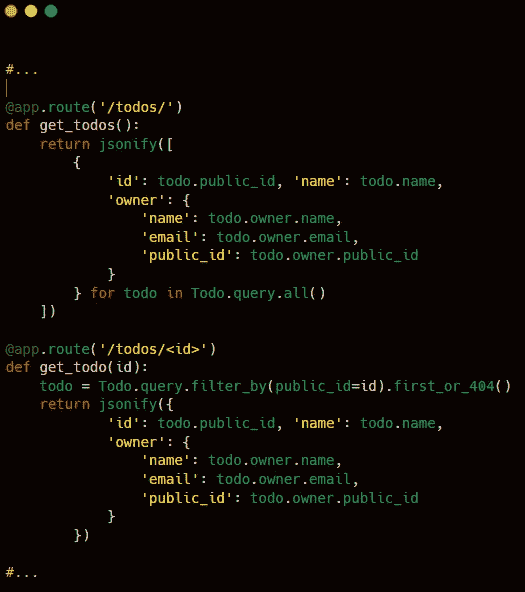 #...
@app.route('/todos/')
def get_todos():
    return jsonify([
        {
            'id': todo.public_id, 'name': todo.name,
            'owner': {
                'name': todo.owner.name,
                'email': todo.owner.email,
                'public_id': todo.owner.public_id
            }
        } for todo in Todo.query.all()
    ])
@app.route('/todos/<id>')
def get_todo(id):
    todo = Todo.query.filter_by(public_id=id).first_or_404()
    return jsonify({
            'id': todo.public_id, 'name': todo.name,
            'owner': {
                'name': todo.owner.name,
                'email': todo.owner.email,
                'public_id': todo.owner.public_id
            }
        })
#...